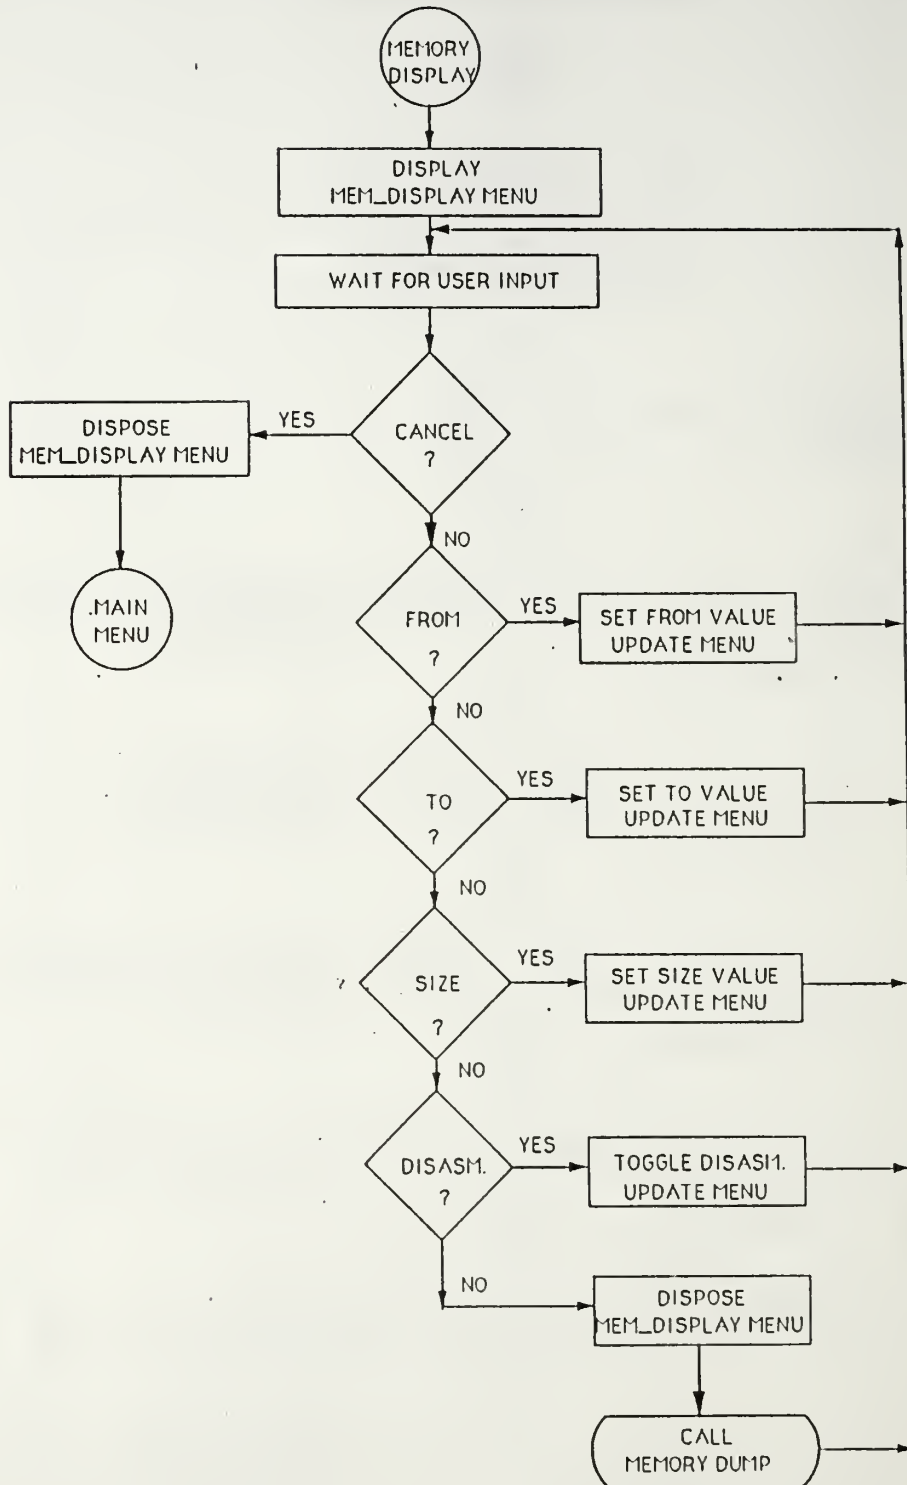 MEMORY
DISPLAY
DISPLAY
MEM_DISPLAY MENU
WAIT FOR USER INPUT
CANCEL
?
YES
DISPOSE
MEM_DISPLAY MENU
.MAIN
MENU
NO
FROM
?
YES
SET FROM VALUE
UPDATE MENU
NO
TO
?
YES
SET TO VALUE
UPDATE MENU
NO
SIZE
?
YES
SET SIZE VALUE
UPDATE MENU
NO
DISASM.
?
YES
TOGGLE DISASM.
UPDATE MENU
NO
DISPOSE
MEM_DISPLAY MENU
CALL
MEMORY DUMP